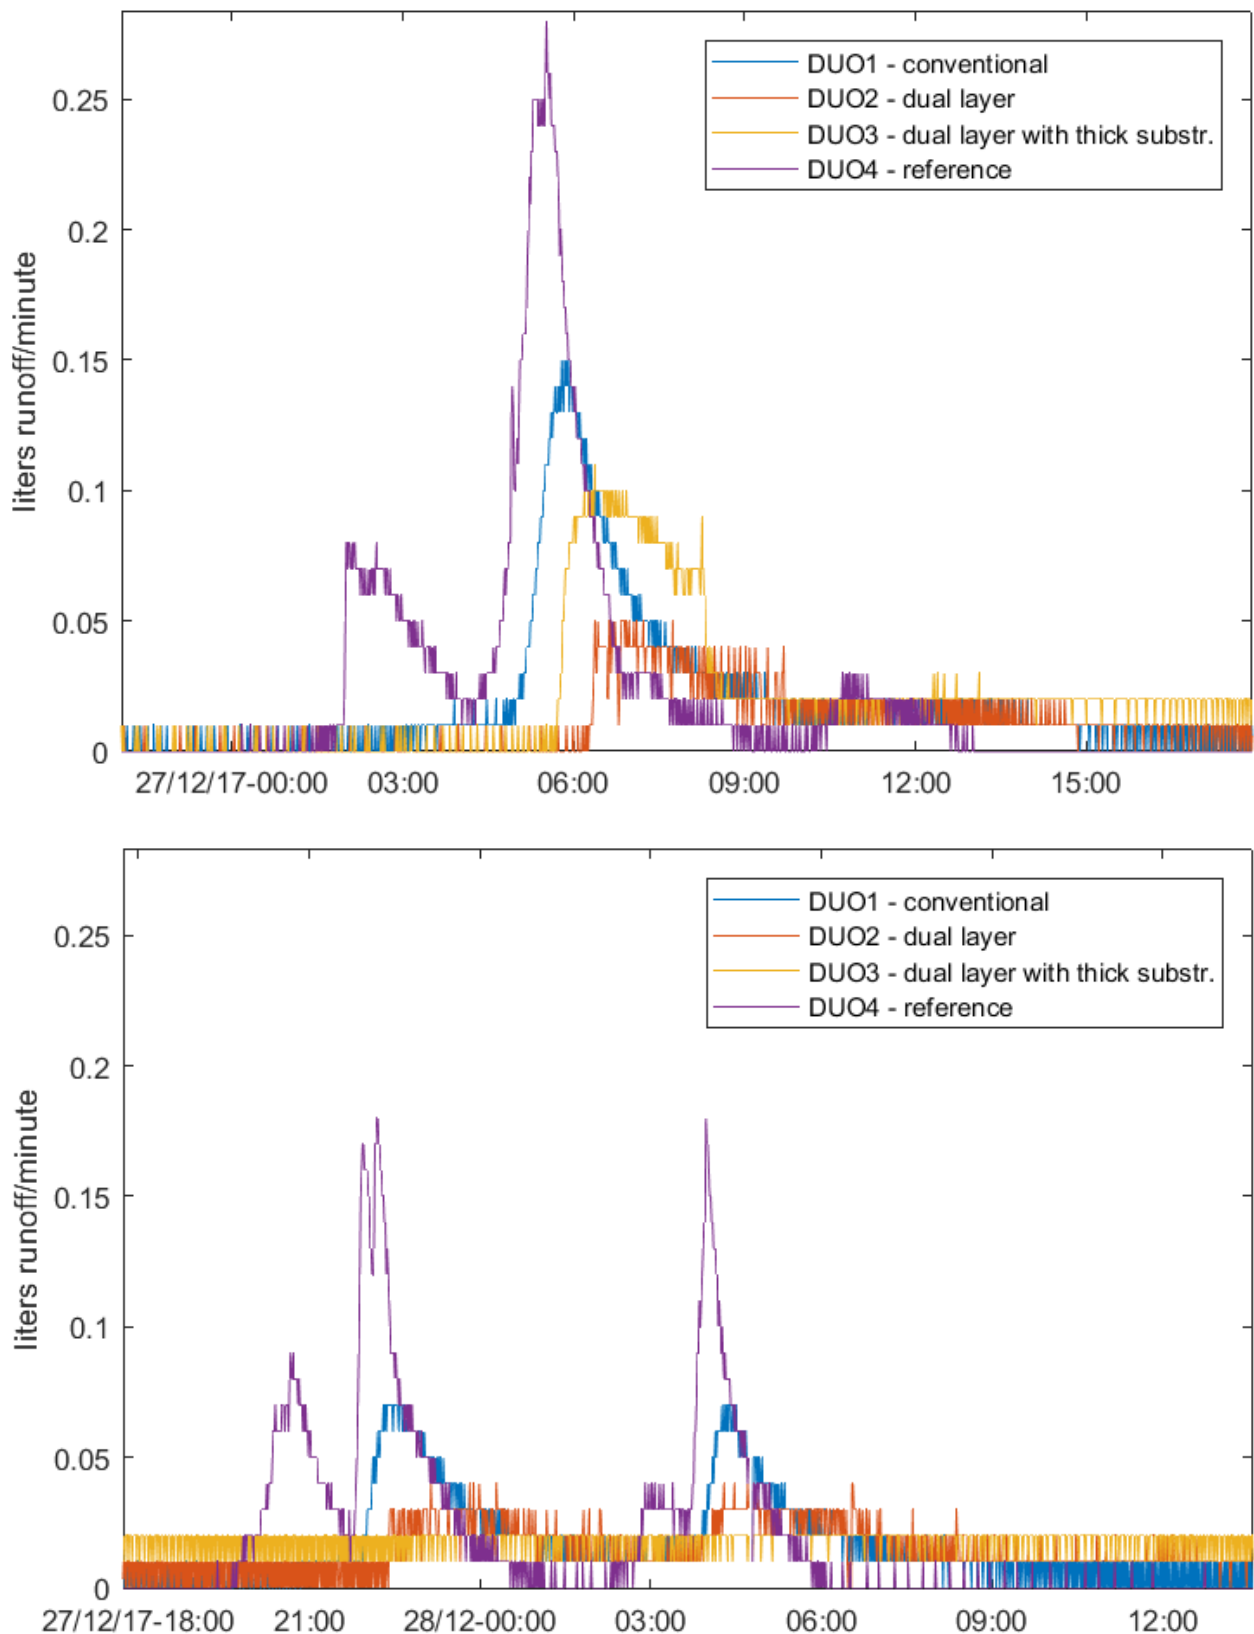 liters runoff/minute
0.25
0.2
0.15
0.1
0.05
0
DUO1 - conventional
DUO2 - dual layer
DUO3 - dual layer with thick substr.
DUO4 - reference
27/12/17-00:00 03:00 06:00 09:00 12:00 15:00
liters runoff/minute
0.25
0.2
0.15
0.1
0.05
0
DUO1 - conventional
DUO2 - dual layer
DUO3 - dual layer with thick substr.
DUO4 - reference
27/12/17-18:00 21:00 28/12-00:00 03:00 06:00 09:00 12:00